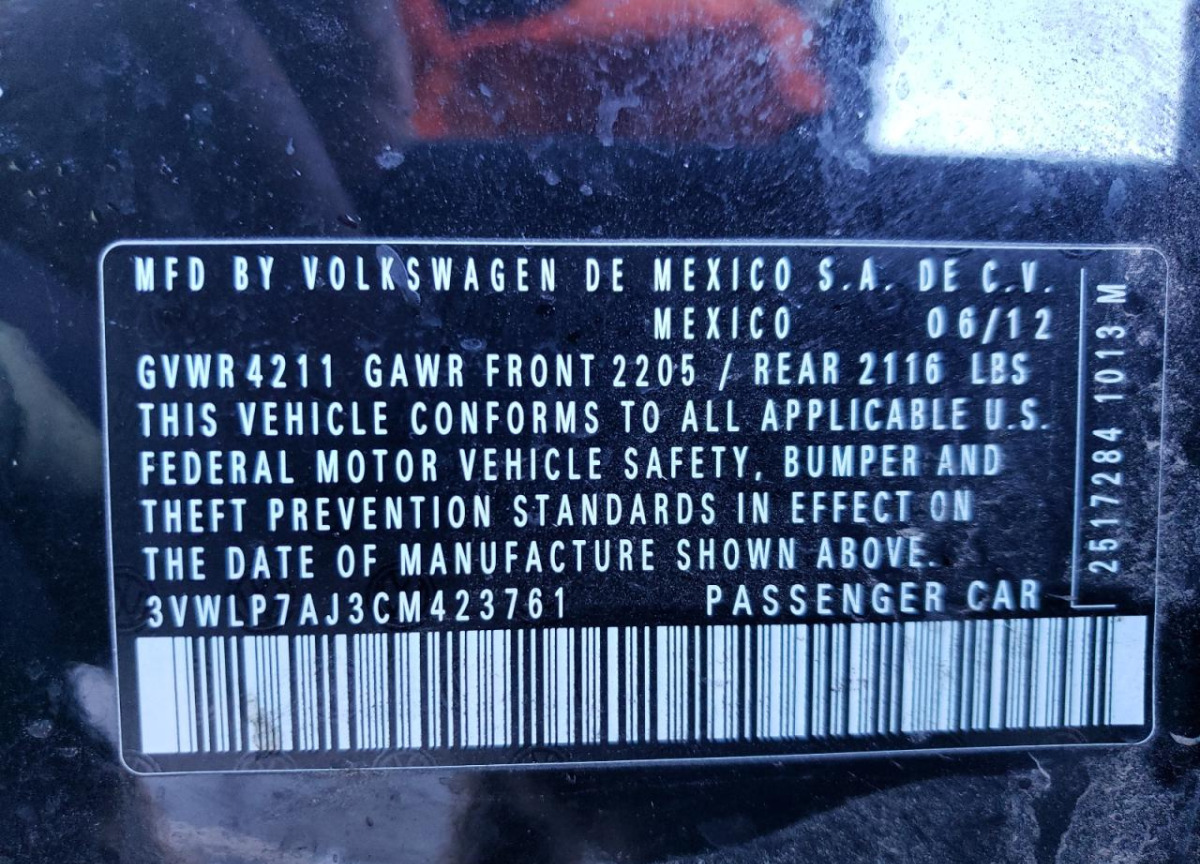 MFD BY VOLKSWAGEN DE MEXICO S.A. DE C.V.
MEXICO 06/12
GVWR 4211 GAWR FRONT 2205 / REAR 2116 LBS
THIS VEHICLE CONFORMS TO ALL APPLICABLE U.S.
FEDERAL MOTOR VEHICLE SAFETY, BUMPER AND
THEFT PREVENTION STANDARDS IN EFFECT ON
THE DATE OF MANUFACTURE SHOWN ABOVE.
3VWLP7AJ3CM423761 PASSENGER CAR
2517284 1013 M